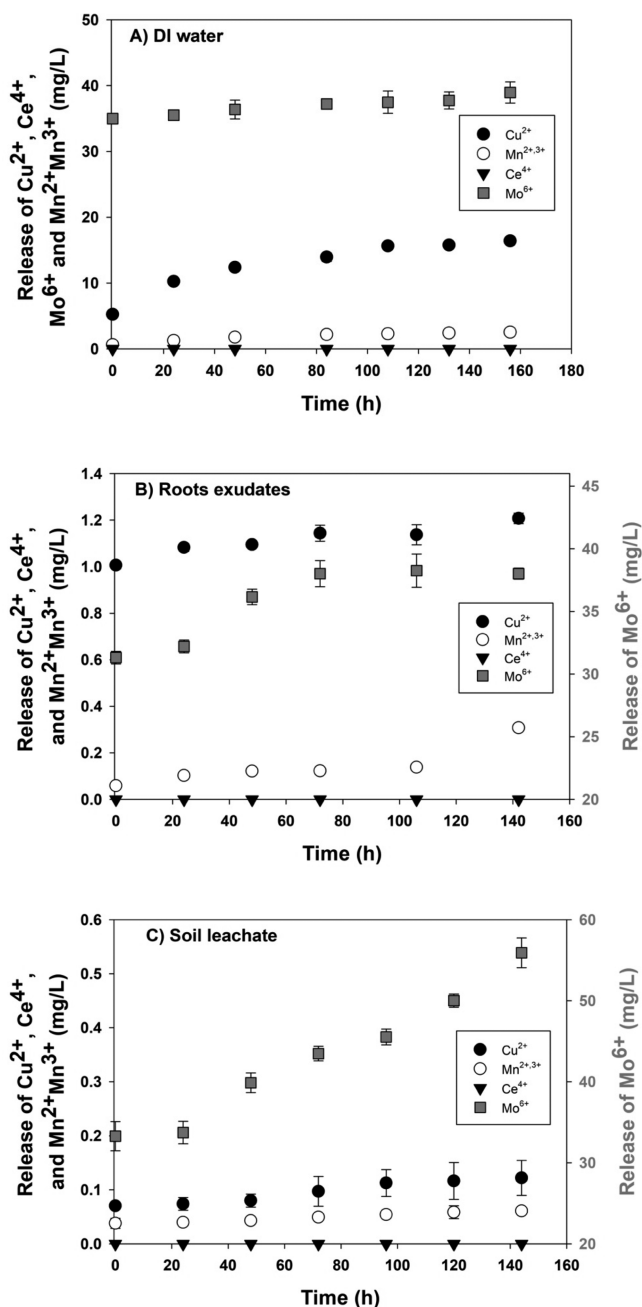 A) DI water
Release of Cu²⁺, Ce⁴⁺,
Mo⁶⁺ and Mn²⁺Mn³⁺ (mg/L)
50
40
30
20
10
0
Cu²⁺
Mn²⁺,³⁺
Ce⁴⁺
Mo⁶⁺
0 20 40 60 80 100 120 140 160 180
Time (h)
B) Roots exudates
Release of Cu²⁺, Ce⁴⁺,
and Mn²⁺Mn³⁺ (mg/L)
1.4
1.2
1.0
0.8
0.6
0.4
0.2
0.0
Cu²⁺
Mn²⁺,³⁺
Ce⁴⁺
Mo⁶⁺
45
40
35
30
25
20
Release of Mo⁶⁺ (mg/L)
0 20 40 60 80 100 120 140 160
Time (h)
C) Soil leachate
Release of Cu²⁺, Ce⁴⁺,
and Mn²⁺Mn³⁺ (mg/L)
0.6
0.5
0.4
0.3
0.2
0.1
0.0
Cu²⁺
Mn²⁺,³⁺
Ce⁴⁺
Mo⁶⁺
60
50
40
30
20
Release of Mo⁶⁺ (mg/L)
0 20 40 60 80 100 120 140 160
Time (h)